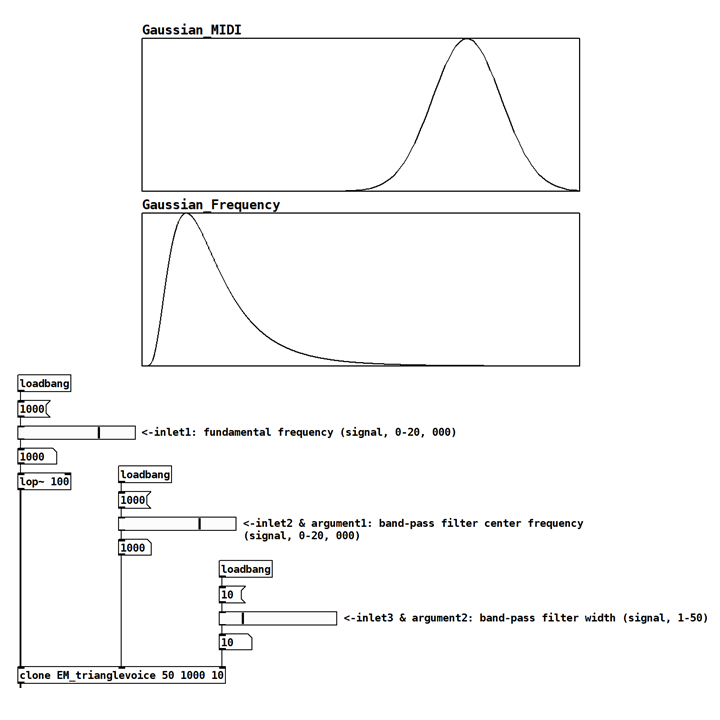 Gaussian_MIDI
Gaussian_Frequency
loadbang
1000
<-inlet1: fundamental frequency (signal, 0-20, 000)
1000
lop~ 100
loadbang
1000
<-inlet2 & argument1: band-pass filter center frequency
(signal, 0-20, 000)
1000
loadbang
10
<-inlet3 & argument2: band-pass filter width (signal, 1-50)
10
clone EM_trianglevoice 50 1000 10